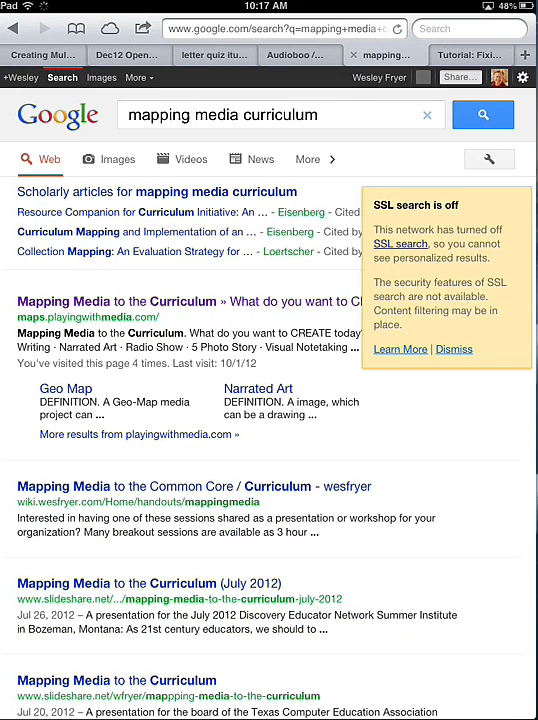 Pad
10:17 AM
48%
www.google.com/search?q=mapping+media+c
Search
Creating Mul...
Dec12 Open...
letter quiz itu...
Audioboo /...
mapping...
Tutorial: Fixi...
+Wesley Search Images More
Wesley Fryer
Share...
Google
mapping media curriculum
Web
Images
Videos
News
More
Scholarly articles for mapping media curriculum
Resource Companion for Curriculum Initiative: An ... - Eisenberg - Cited
Curriculum Mapping and Implementation of an ... - Eisenberg - Cited by
Collection Mapping: An Evaluation Strategy for ... - Loertscher - Cited by
SSL search is off
This network has turned off
SSL search, so you cannot
see personalized results.
The security features of SSL
search are not available.
Content filtering may be in
place.
Learn More | Dismiss
Mapping Media to the Curriculum » What do you want to C
maps.playingwithmedia.com/
Mapping Media to the Curriculum. What do you want to CREATE today
Writing · Narrated Art · Radio Show · 5 Photo Story · Visual Notetaking ...
You've visited this page 4 times. Last visit: 10/1/12
Geo Map
DEFINITION. A Geo-Map media
project can ...
Narrated Art
DEFINITION. A image, which
can be a drawing ...
More results from playingwithmedia.com »
Mapping Media to the Common Core / Curriculum - wesfryer
wiki.wesfryer.com/Home/handouts/mappingmedia
Interested in having one of these sessions shared as a presentation or workshop for your
organization? Many breakout sessions are available as 3 hour ...
Mapping Media to the Curriculum (July 2012)
www.slideshare.net/.../mapping-media-to-the-curriculum-july-2012
Jul 26, 2012 – A presentation for the July 2012 Discovery Educator Network Summer Institute
in Bozeman, Montana: As 21st century educators, we should to ...
Mapping Media to the Curriculum
www.slideshare.net/wfryer/mappping-media-to-the-curriculum
Jul 20, 2012 – A presentation for the board of the Texas Computer Education Association